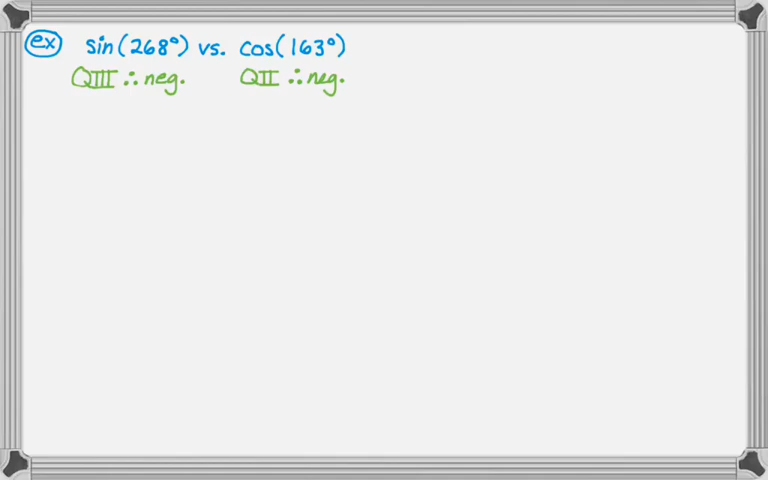 ex sin(268°) vs. cos(163°)
QIII ∴ neg. QII ∴ neg.